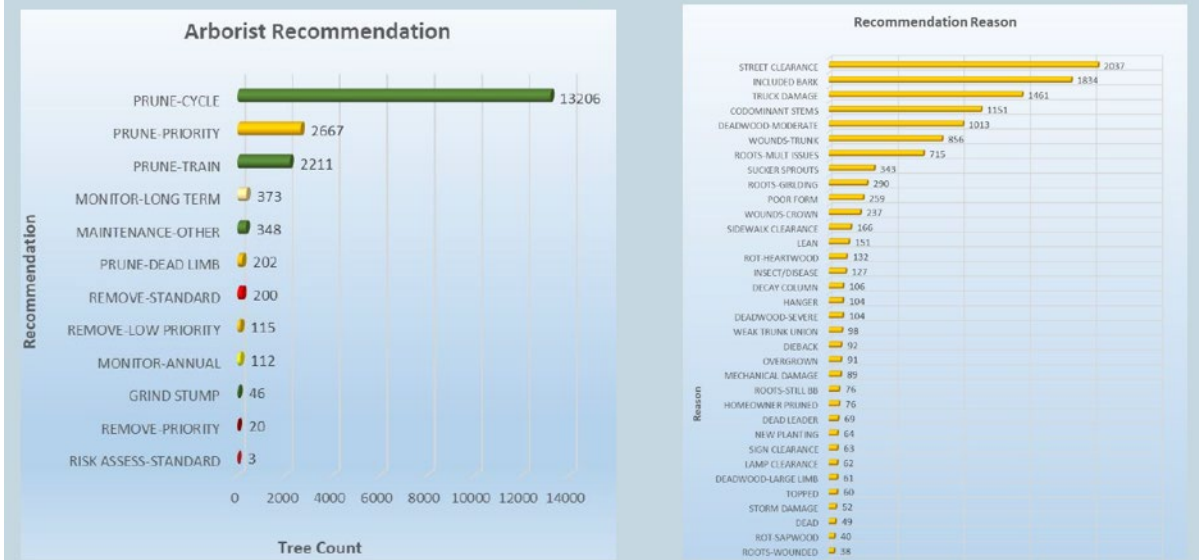 Arborist Recommendation
PRUNE-CYCLE 13206
PRUNE-PRIORITY 2667
PRUNE-TRAIN 2211
MONITOR-LONG TERM 373
MAINTENANCE-OTHER 348
PRUNE-DEAD LIMB 202
REMOVE-STANDARD 200
REMOVE-LOW PRIORITY 115
MONITOR-ANNUAL 112
GRIND STUMP 46
REMOVE-PRIORITY 20
RISK ASSESS-STANDARD 3
Recommendation
0 2000 4000 6000 8000 10000 12000 14000
Tree Count
Recommendation Reason
STREET CLEARANCE 2037
INCLUDED BARK 1834
TRUCK DAMAGE 1461
CODOMINANT STEMS 1151
DEADWOOD-MODERATE 1013
WOUNDS-TRUNK 856
ROOTS-MULT ISSUES 715
SUCKER SPROUTS 343
ROOTS-GIRLDING 290
POOR FORM 259
WOUNDS-CROWN 237
SIDEWALK CLEARANCE 166
LEAN 151
ROT-HEARTWOOD 132
INSECT/DISEASE 127
DECAY COLUMN 106
HANGER 104
DEADWOOD-SEVERE 104
WEAK TRUNK UNION 98
DIEBACK 92
OVERGROWN 91
MECHANICAL DAMAGE 89
ROOTS-STILL BB 76
HOMEOWNER PRUNED 76
DEAD LEADER 69
NEW PLANTING 64
SIGN CLEARANCE 63
LAMP CLEARANCE 62
DEADWOOD-LARGE LIMB 61
TOPPED 60
STORM DAMAGE 52
DEAD 49
ROT-SAPWOOD 40
ROOTS-WOUNDED 38
Reason